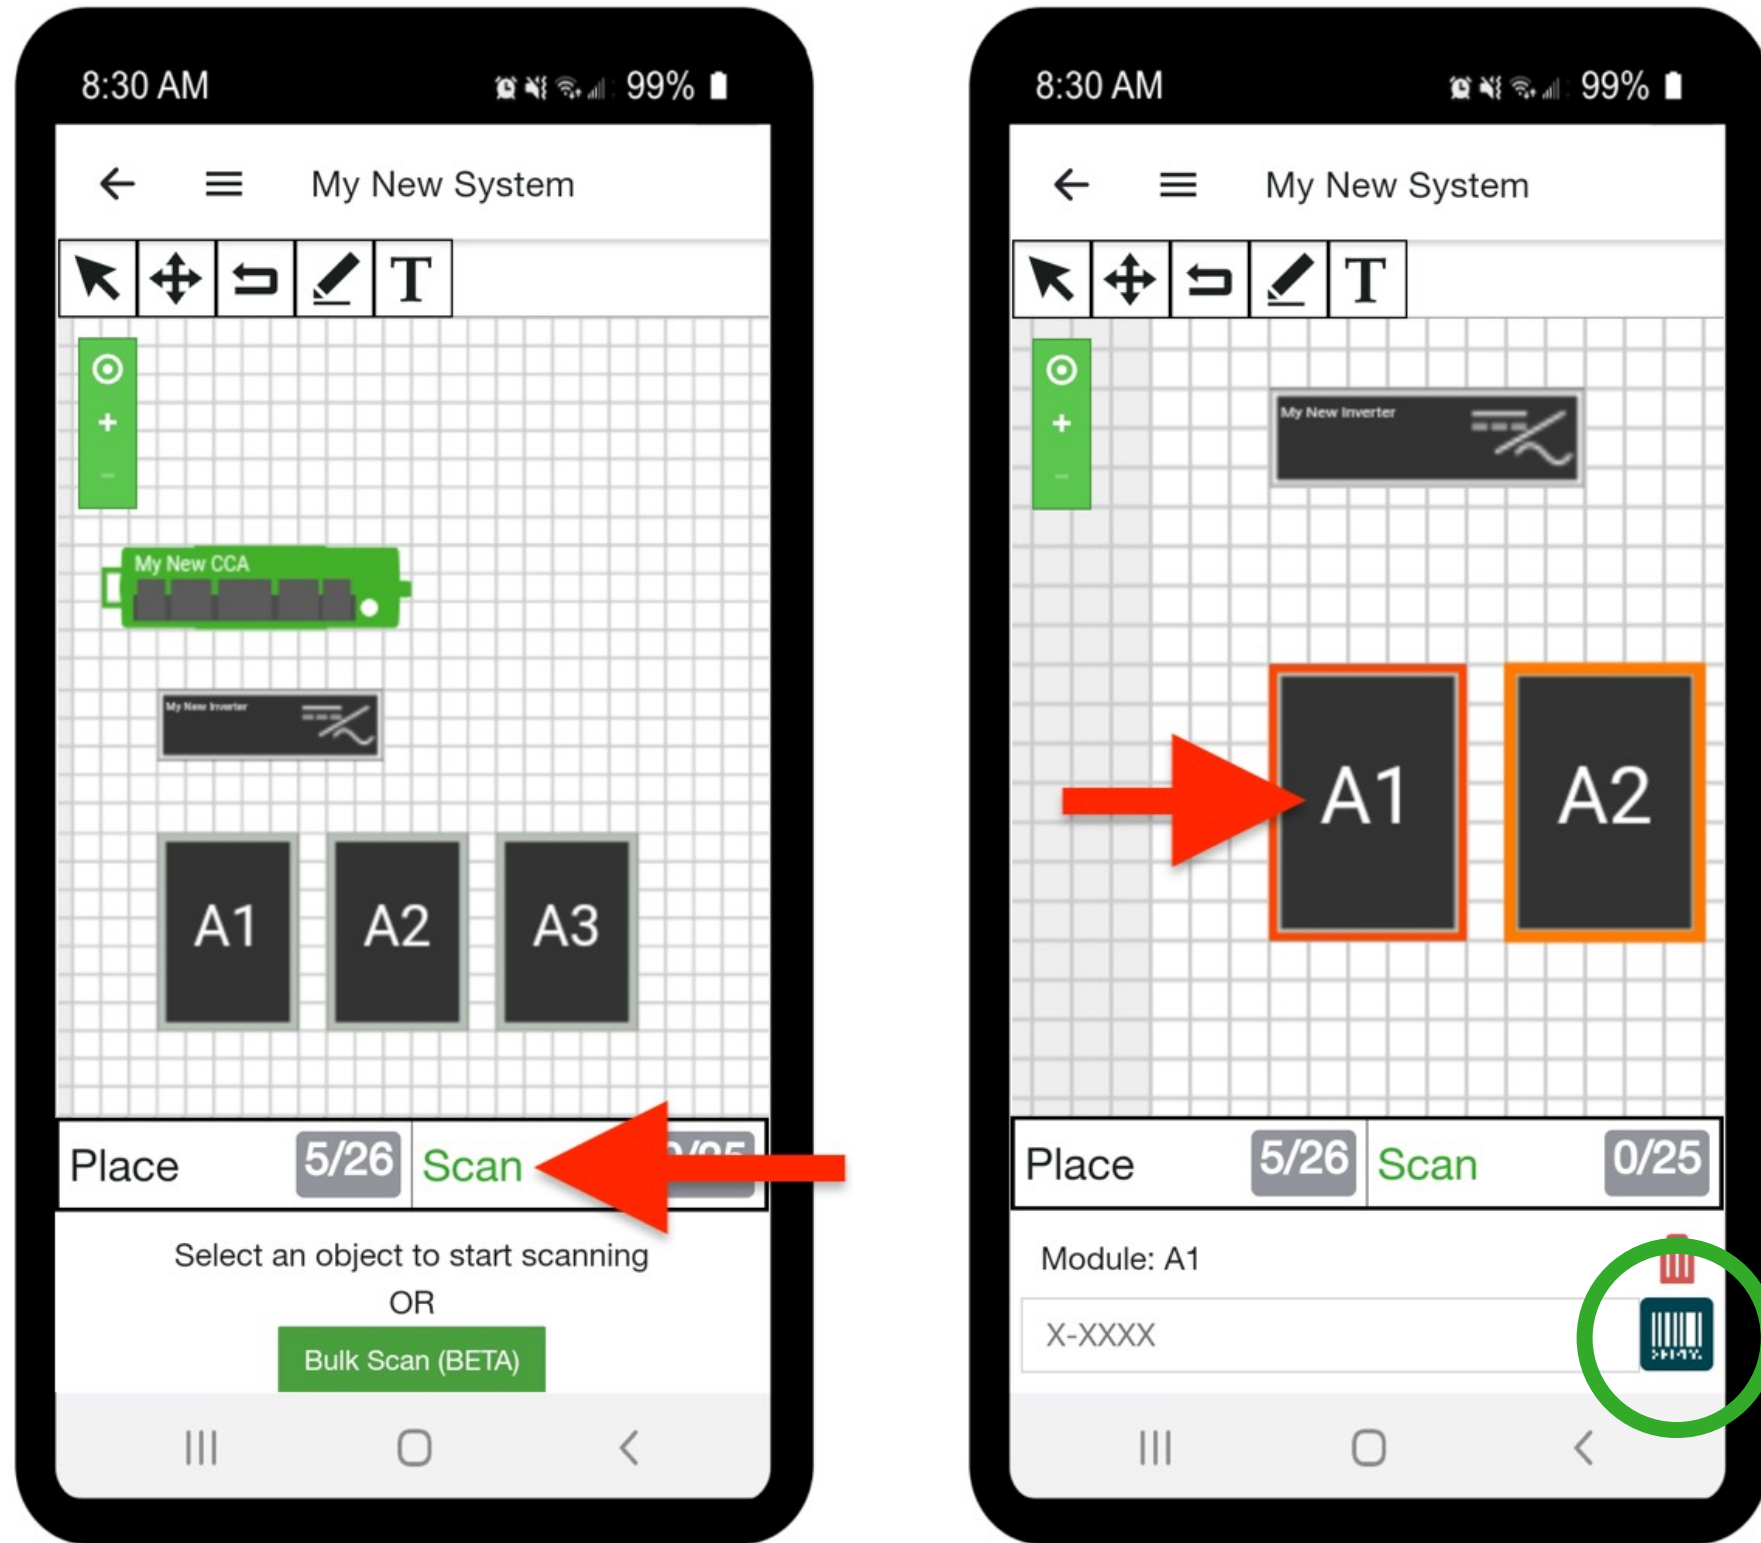 8:30 AM 99%
My New System
T
My New CCA
My New Inverter
A1 A2 A3
Place 5/26 Scan
Select an object to start scanning
OR
Bulk Scan (BETA)
8:30 AM 99%
My New System
T
My New Inverter
A1 A2
Place 5/26 Scan 0/25
Module: A1
X-XXXX